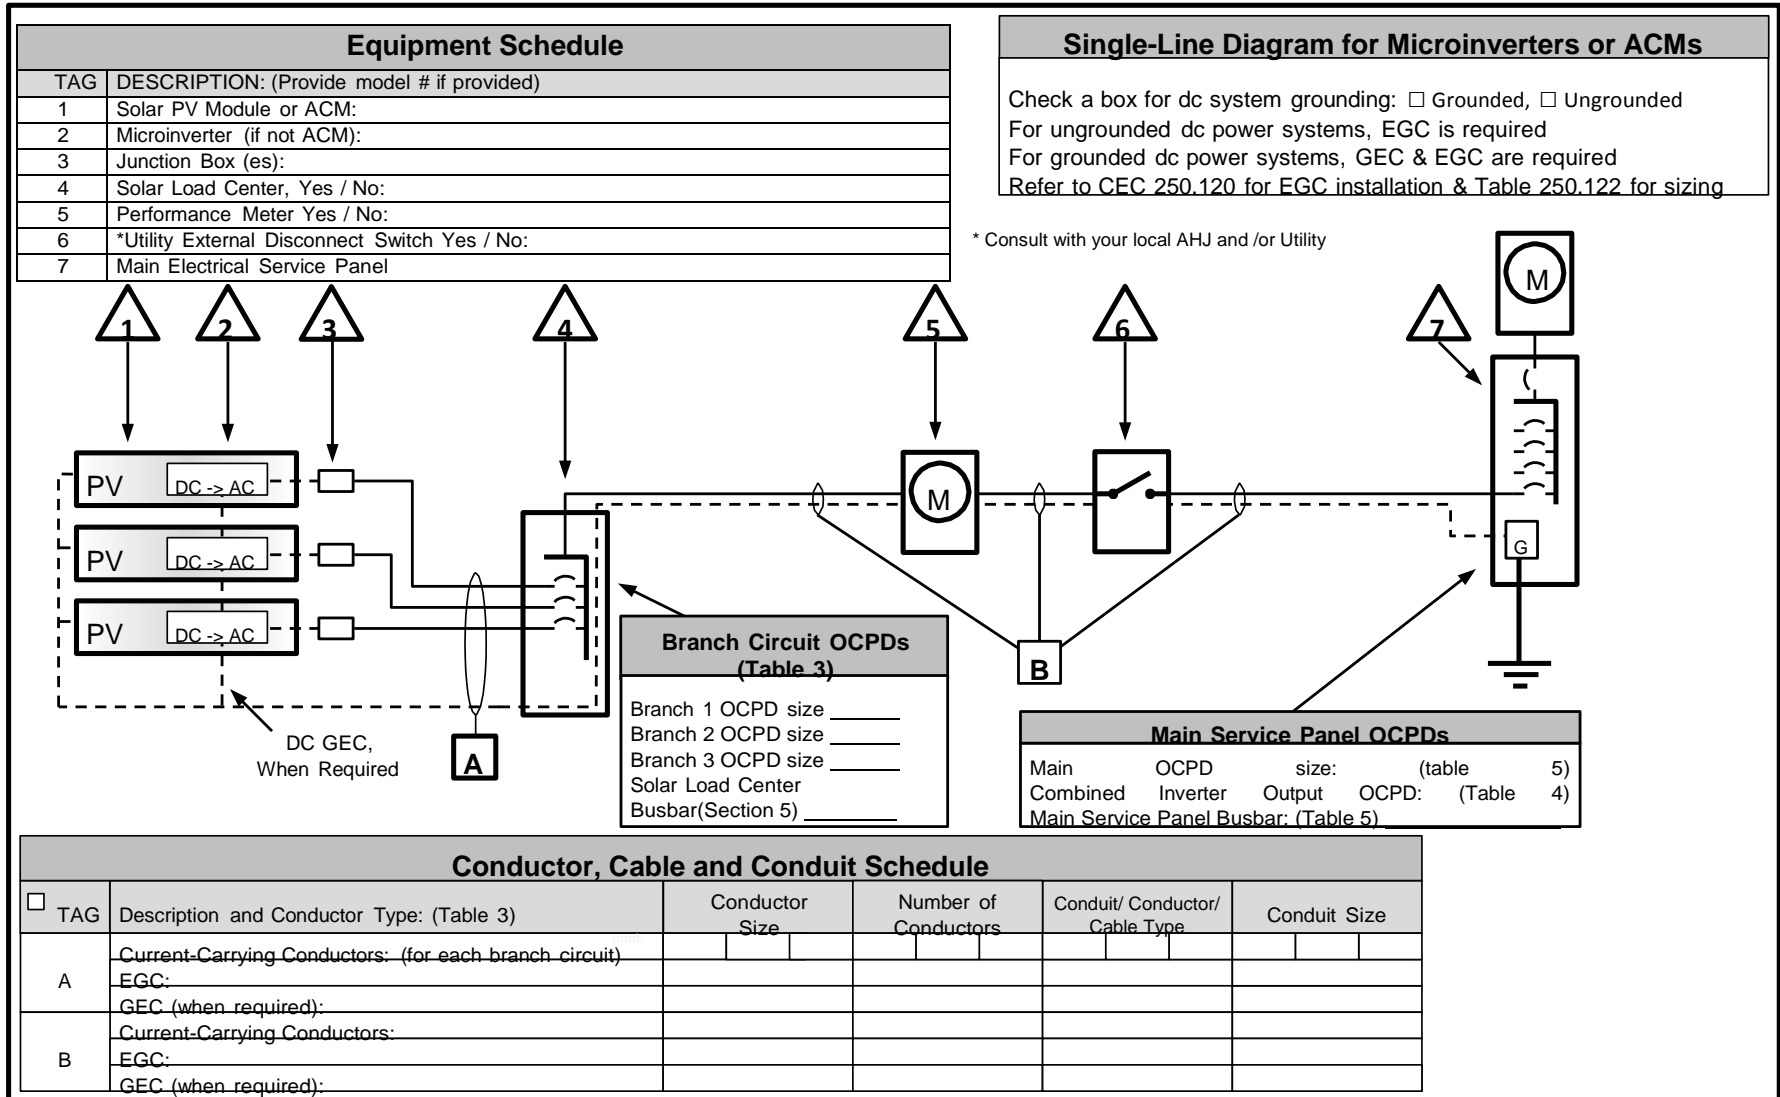 Equipment Schedule
TAG DESCRIPTION: (Provide model # if provided)
1 Solar PV Module or ACM:
2 Microinverter (if not ACM):
3 Junction Box (es):
4 Solar Load Center, Yes / No:
5 Performance Meter Yes / No:
6 *Utility External Disconnect Switch Yes / No:
7 Main Electrical Service Panel
Single-Line Diagram for Microinverters or ACMs
Check a box for dc system grounding: ☐ Grounded, ☐ Ungrounded
For ungrounded dc power systems, EGC is required
For grounded dc power systems, GEC & EGC are required
Refer to CEC 250.120 for EGC installation & Table 250.122 for sizing
* Consult with your local AHJ and /or Utility
M
1 2 3 4 5 6 7
PV DC -> AC
M
G
PV DC -> AC
PV DC -> AC
DC GEC,
When Required
A
B
Branch Circuit OCPDs
(Table 3)
Branch 1 OCPD size ______
Branch 2 OCPD size ______
Branch 3 OCPD size ______
Solar Load Center
Busbar(Section 5) ________
Main Service Panel OCPDs
Main OCPD size: (table 5)
Combined Inverter Output OCPD: (Table 4)
Main Service Panel Busbar: (Table 5)_______________
Conductor, Cable and Conduit Schedule
☐ TAG Description and Conductor Type: (Table 3)
Conductor
Size
Number of
Conductors
Conduit/ Conductor/
Cable Type
Conduit Size
A
Current-Carrying Conductors: (for each branch circuit)
EGC:
GEC (when required):
B
Current-Carrying Conductors:
EGC:
GEC (when required):